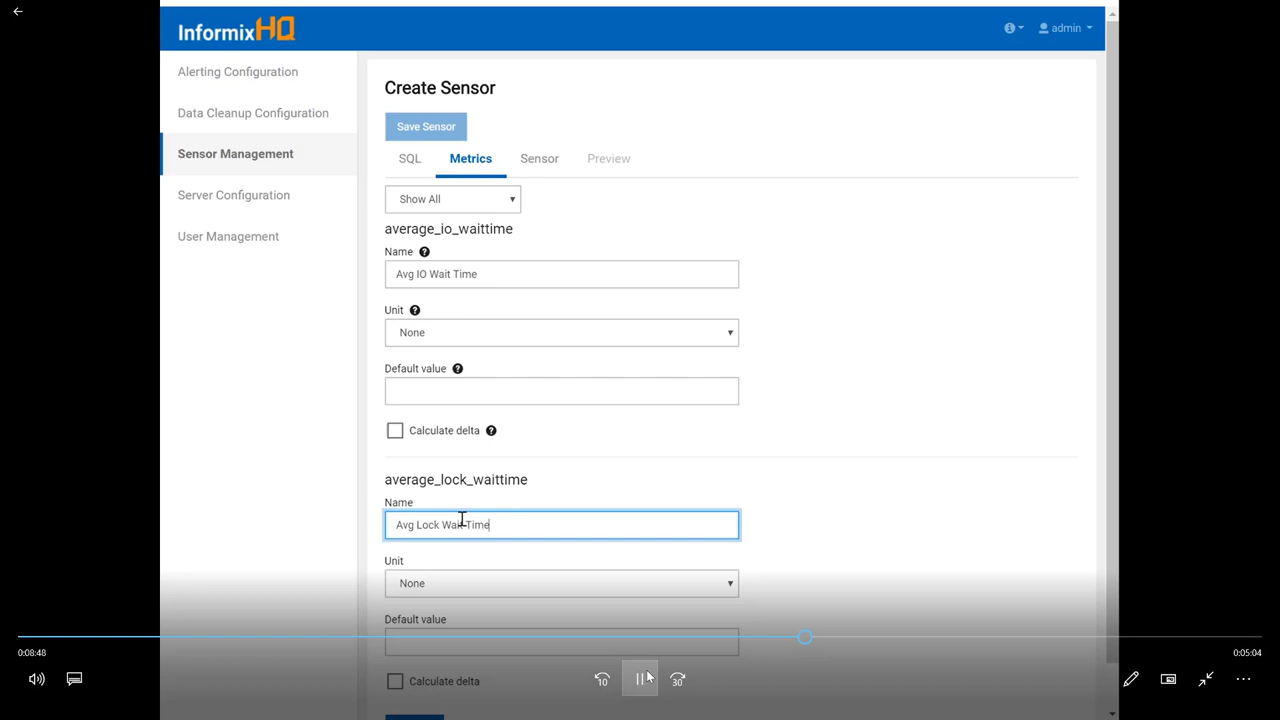 InformixHQ
admin
Alerting Configuration
Data Cleanup Configuration
Sensor Management
Server Configuration
User Management
Create Sensor
Save Sensor
SQL Metrics Sensor Preview
Show All
average_io_waittime
Name
Avg IO Wait Time
Unit
None
Default value
Calculate delta
average_lock_waittime
Name
Avg Lock Wait Time
Unit
None
Default value
0:08:48
0:05:04
10
30
Calculate delta